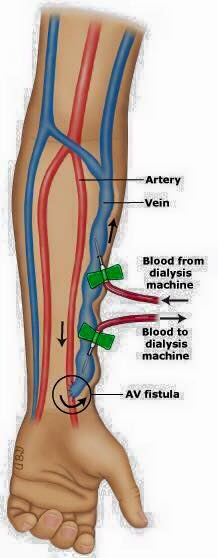 Artery
Vein
Blood from
dialysis
machine
Blood to
dialysis
machine
AV fistula